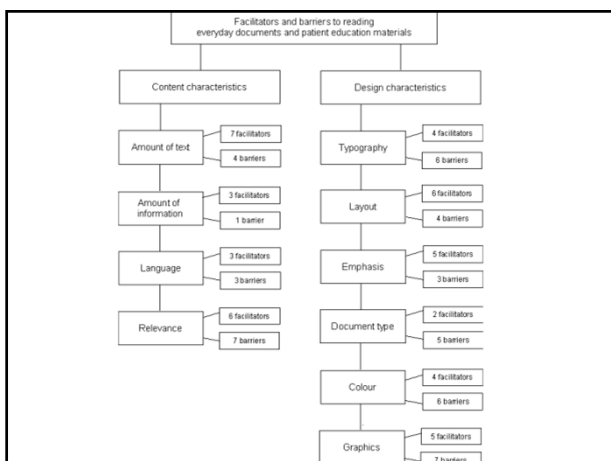 Facilitators and barriers to reading
everyday documents and patient education materials
Content characteristics
Amount of text
7 facilitators
4 barriers
Amount of
information
3 facilitators
1 barrier
Language
3 facilitators
3 barriers
Relevance
6 facilitators
7 barriers
Design characteristics
Typography
4 facilitators
6 barriers
Layout
6 facilitators
4 barriers
Emphasis
5 facilitators
3 barriers
Document type
2 facilitators
5 barriers
Colour
4 facilitators
6 barriers
Graphics
5 facilitators
7 barriers